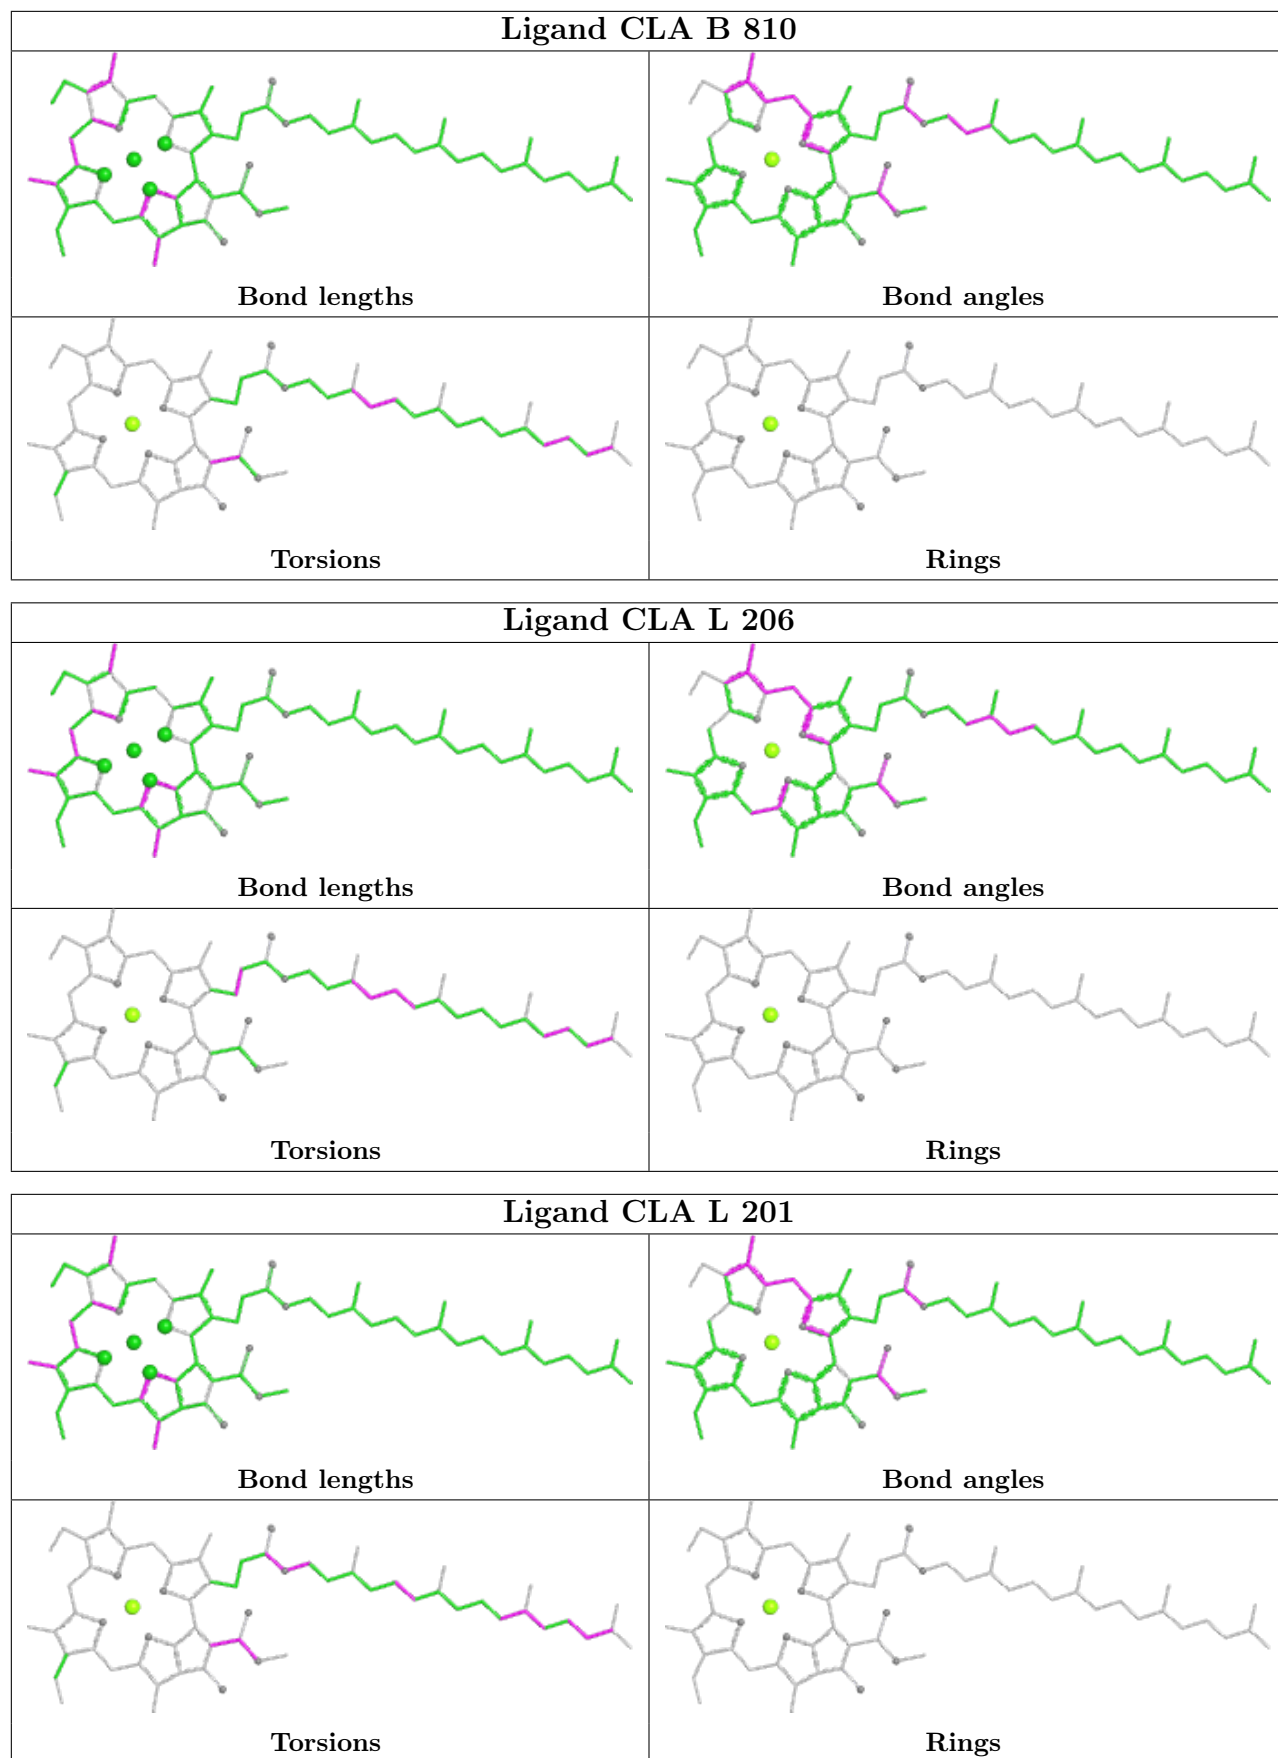 Ligand CLA B 810
Bond lengths
Bond angles
Torsions
Rings
Ligand CLA L 206
Bond lengths
Bond angles
Torsions
Rings
Ligand CLA L 201
Bond lengths
Bond angles
Torsions
Rings